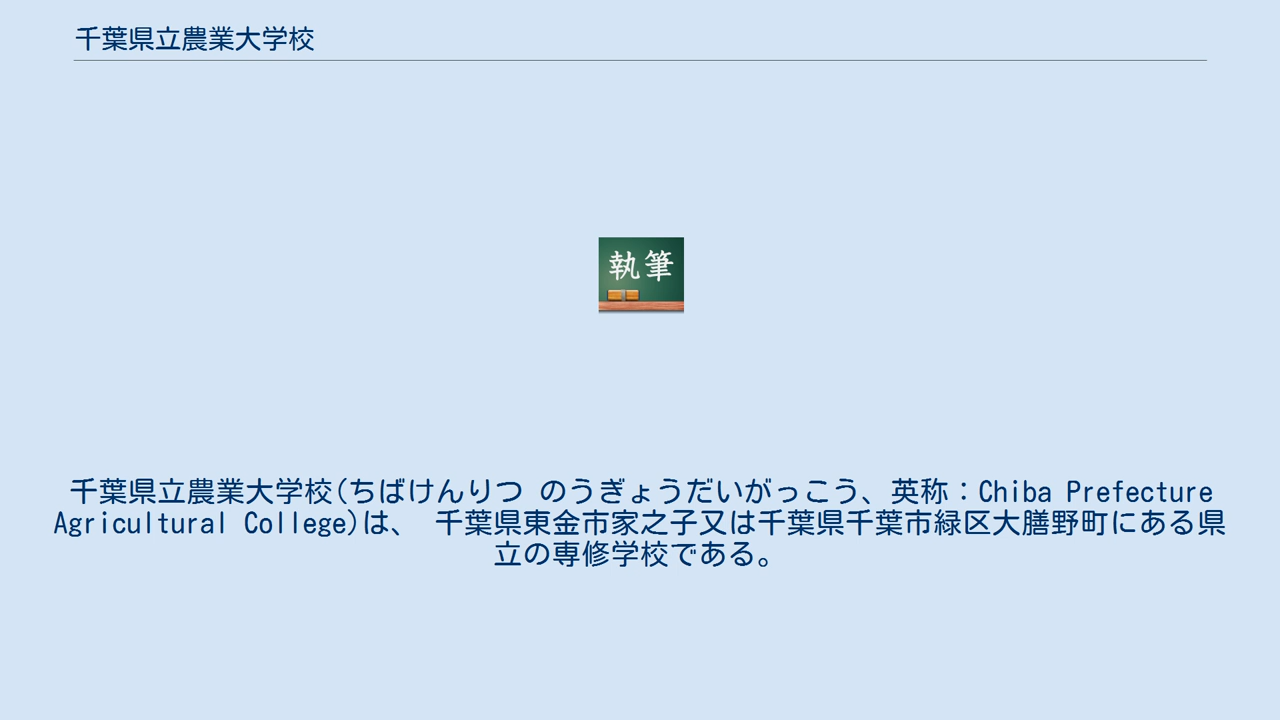 千葉県立農業大学校
執筆
千葉県立農業大学校(ちばけんりつ のうぎょうだいがっこう、英称：Chiba Prefecture
Agricultural College)は、 千葉県東金市家之子又は千葉県千葉市緑区大膳野町にある県
立の専修学校である。